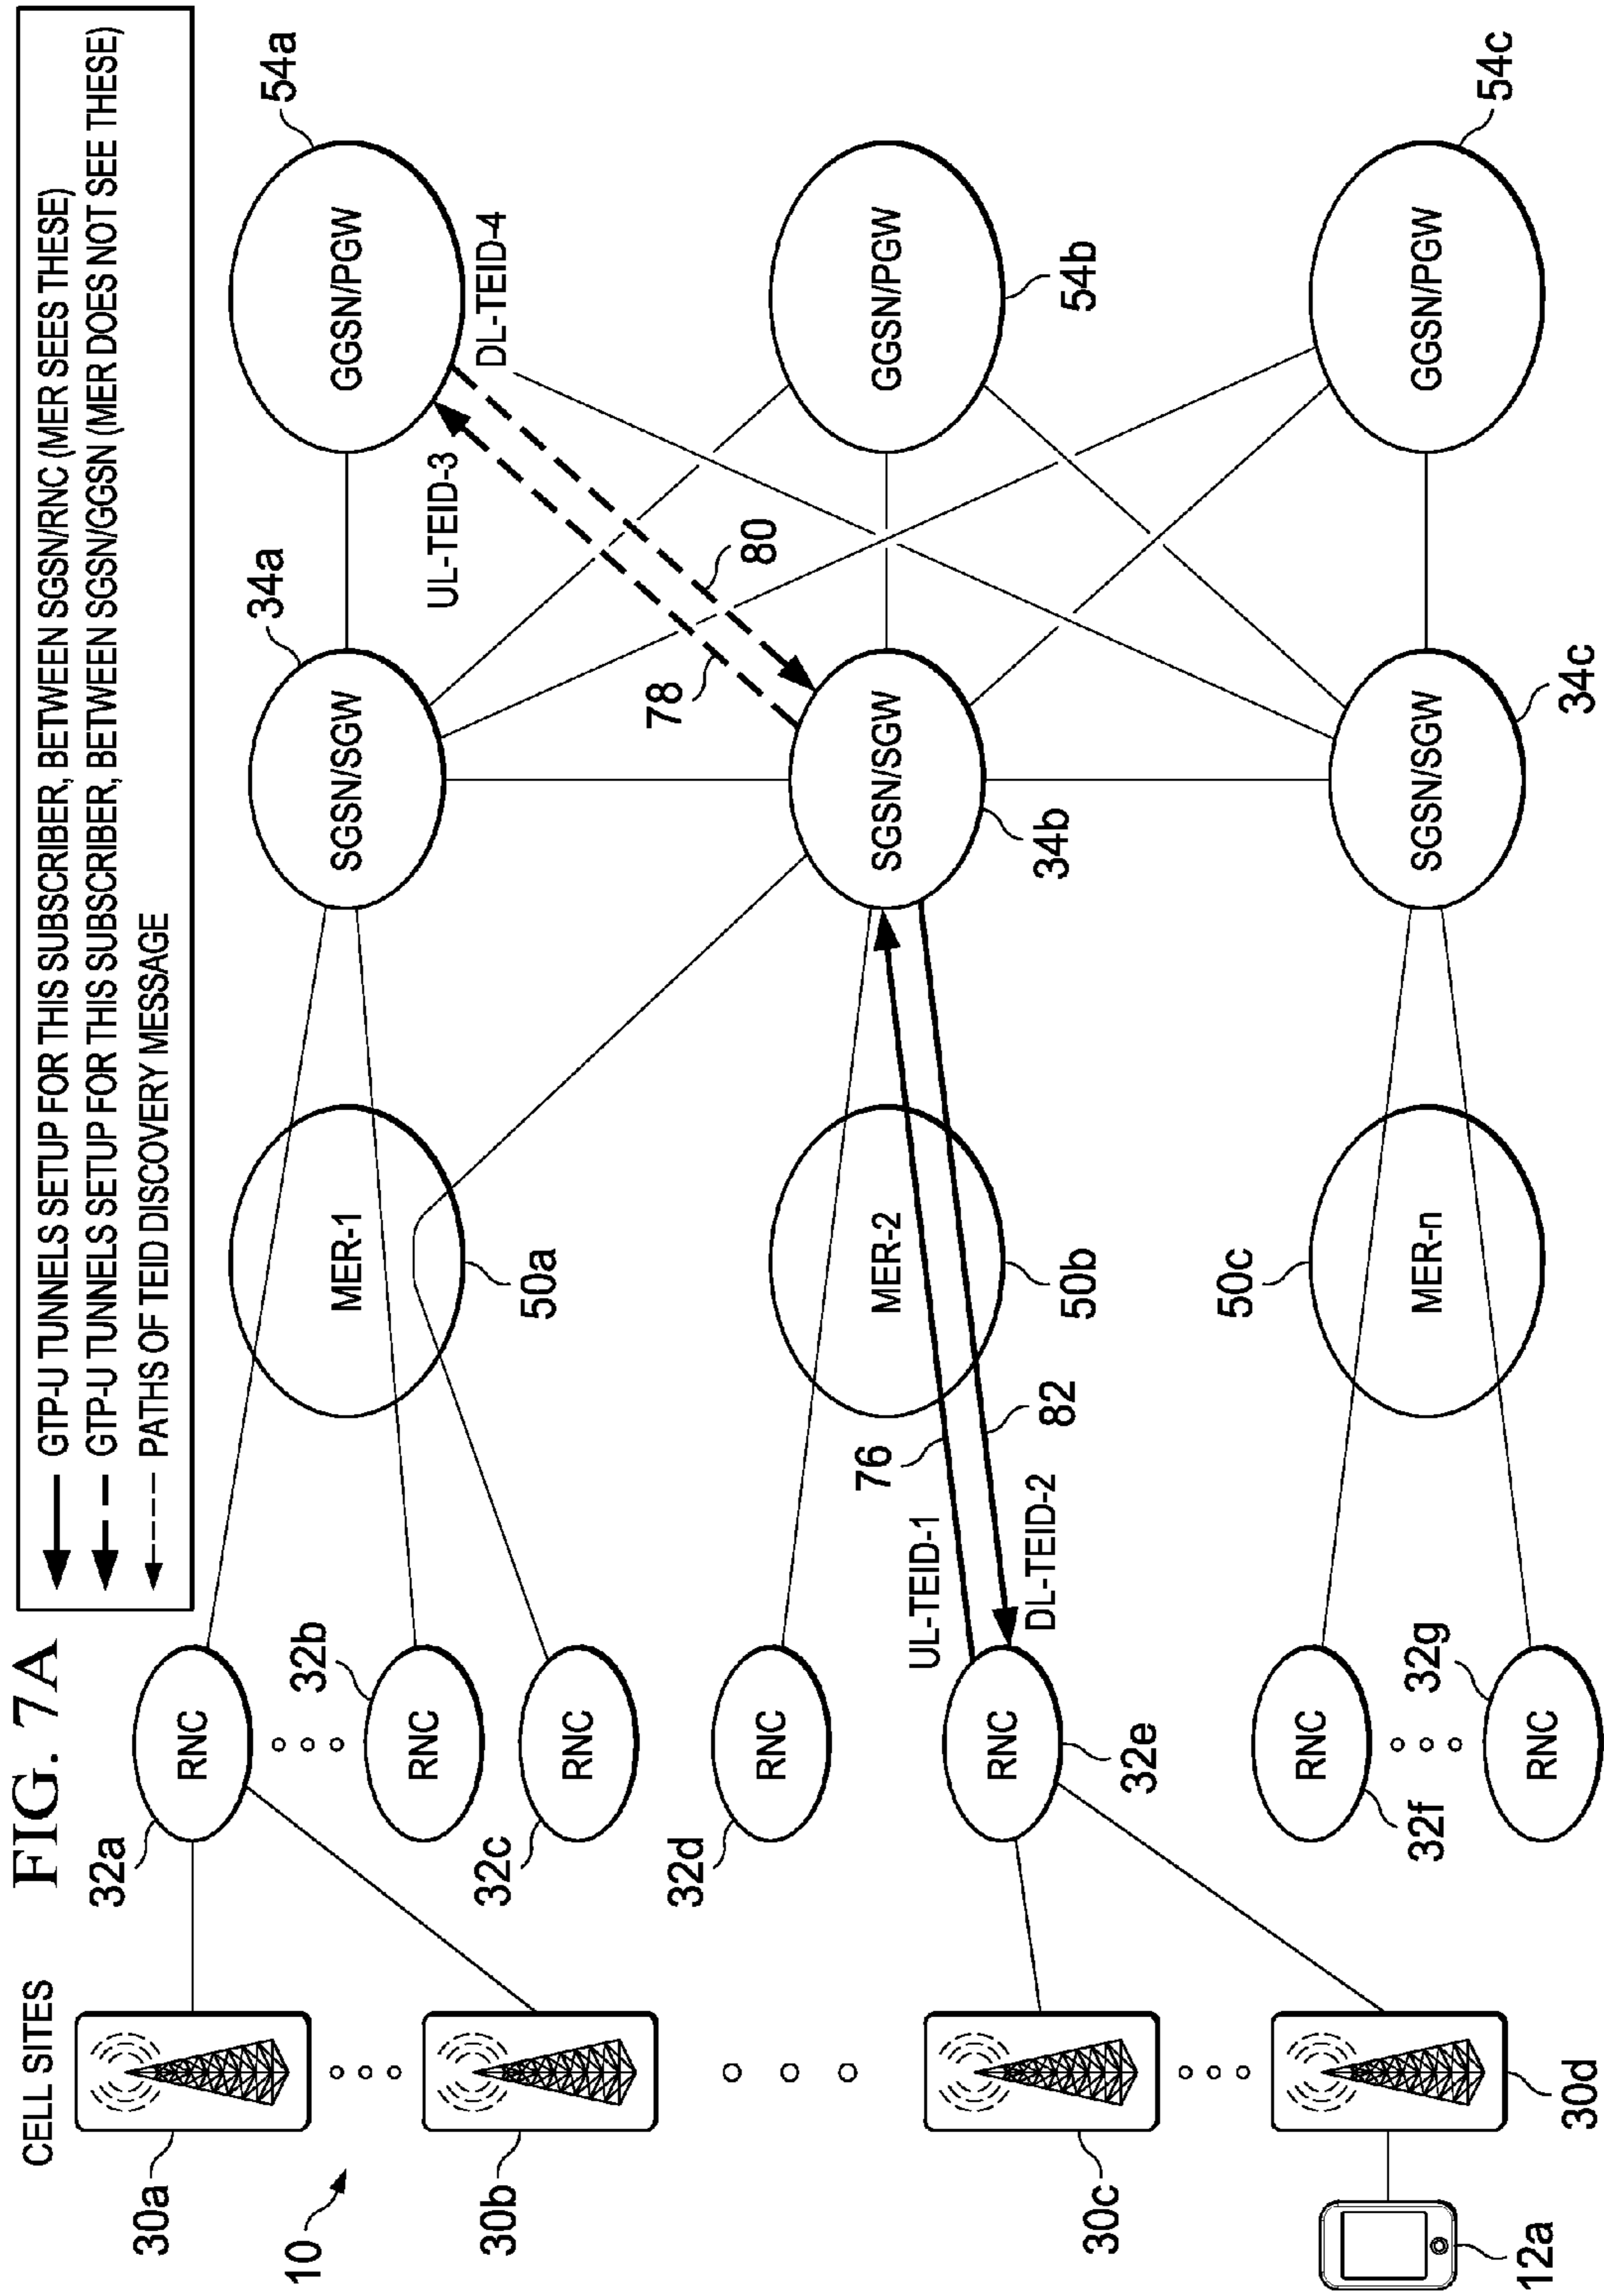 FIG. 7A
GTP-U TUNNELS SETUP FOR THIS SUBSCRIBER, BETWEEN SGSN/RNC (MER SEES THESE)
GTP-U TUNNELS SETUP FOR THIS SUBSCRIBER, BETWEEN SGSN/GGSN (MER DOES NOT SEE THESE)
PATHS OF TEID DISCOVERY MESSAGE
CELL SITES
30a
10
30b
30c
30d
12a
32a
RNC
32b
RNC
32c
RNC
32d
RNC
32e
RNC
32f
RNC
32g
RNC
UL-TEID-1
DL-TEID-2
76
82
MER-1
50a
MER-2
50b
MER-n
50c
34a
SGSN/SGW
SGSN/SGW
34b
SGSN/SGW
34c
78
80
UL-TEID-3
DL-TEID-4
54a
GGSN/PGW
GGSN/PGW
54b
GGSN/PGW
54c